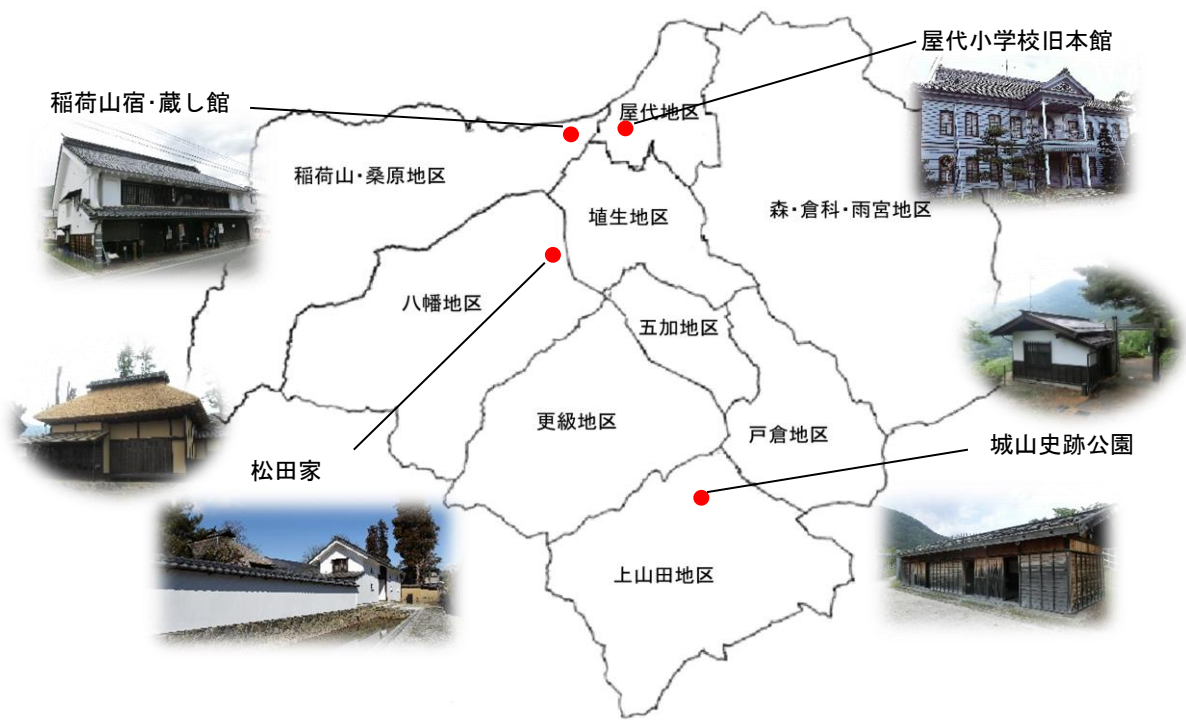 屋代小学校旧本館
稲荷山宿・蔵し館
屋代地区
稲荷山・桑原地区
埴生地区
森・倉科・雨宮地区
八幡地区
五加地区
更級地区
戸倉地区
城山史跡公園
松田家
上山田地区